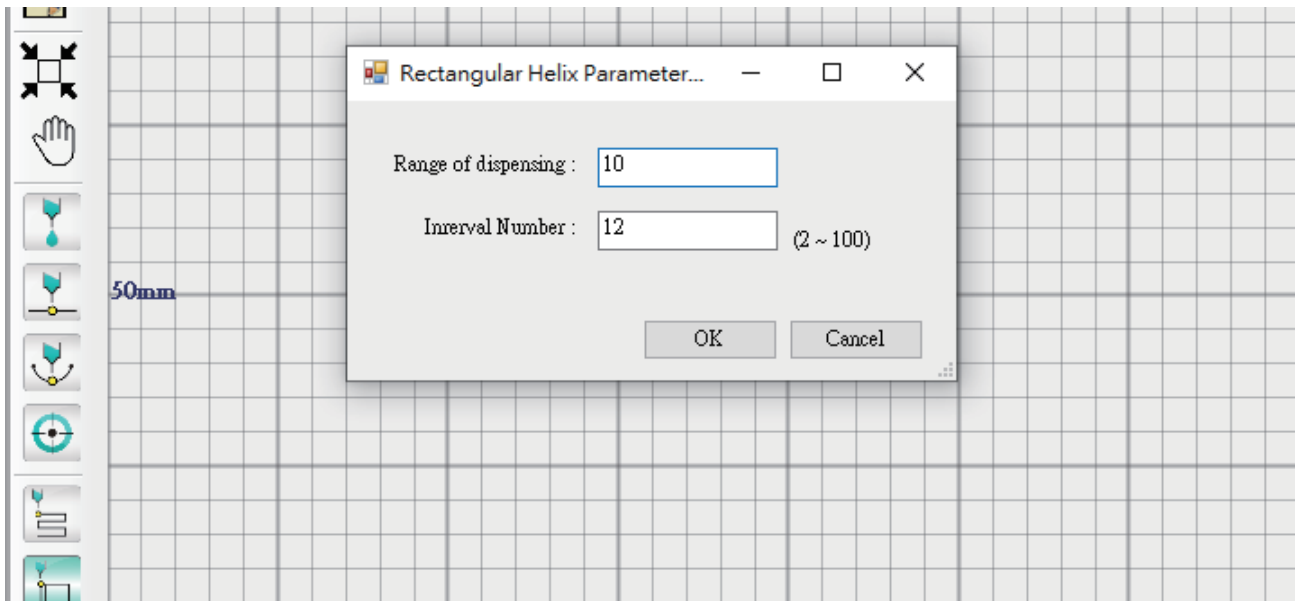 Rectangular Helix Parameter...
Range of dispensing : 10
Inrerval Number : 12 (2 ~ 100)
50mm
OK Cancel